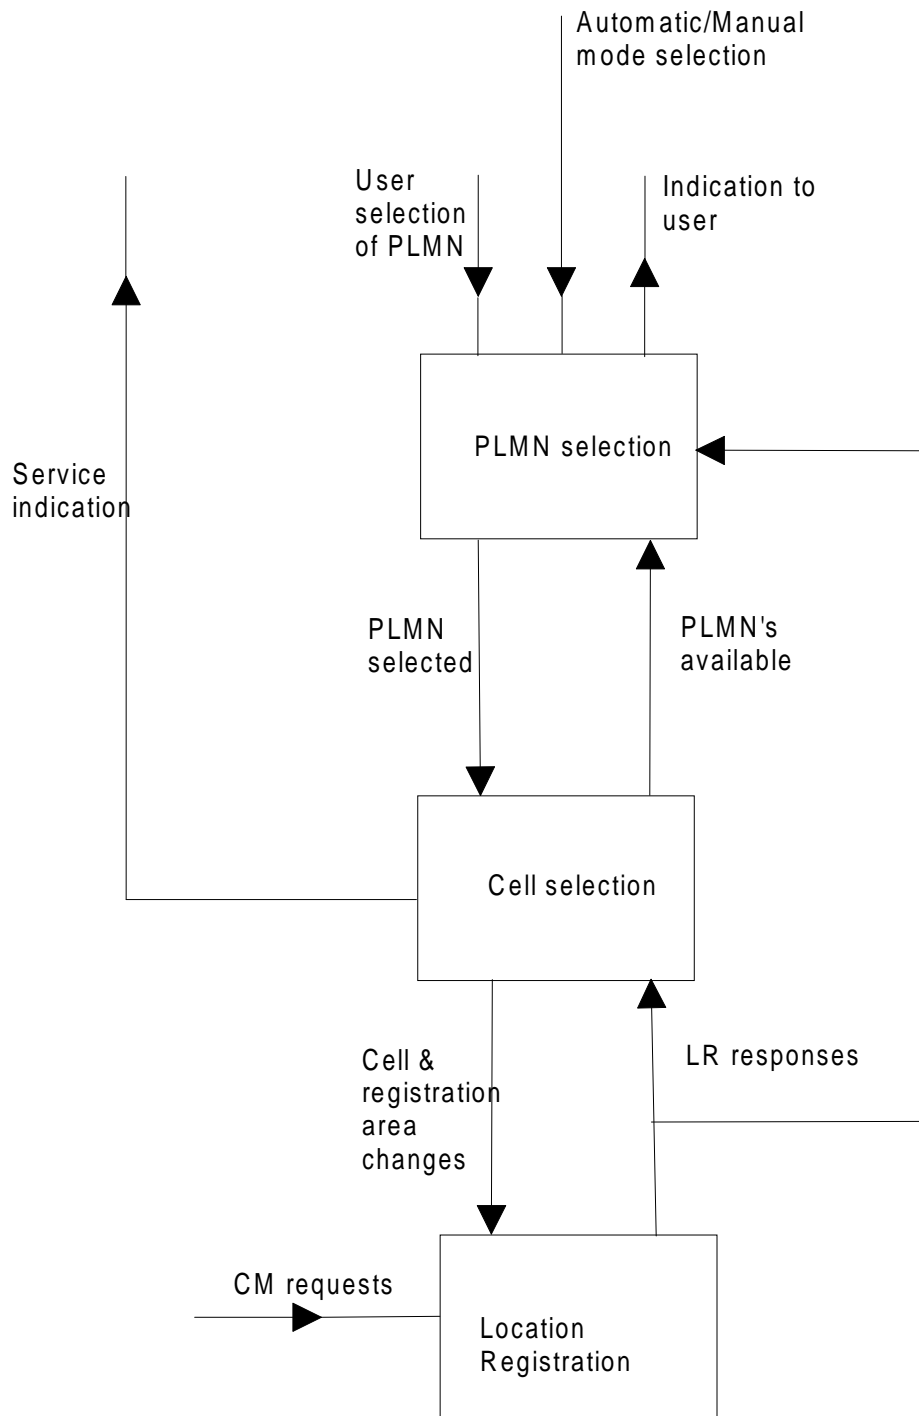 Automatic/Manual
mode selection
User
selection
of PLMN
Indication to
user
PLMN selection
Service
indication
PLMN
selected
PLMN's
available
Cell selection
Cell &
registration
area
changes
LR responses
CM requests
Location
Registration